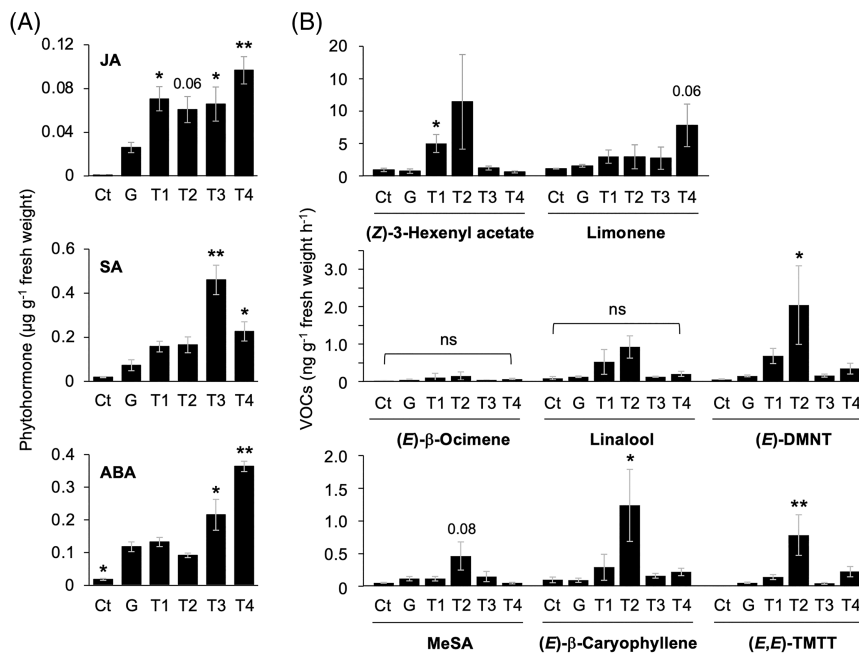 (A)
(B)
Phytohormone (µg g-1 fresh weight)
JA
0.12
0.08
0.04
0
*
0.06
*
**
Ct G T1 T2 T3 T4
SA
0.6
0.4
0.2
0
**
*
Ct G T1 T2 T3 T4
ABA
0.4
0.3
0.2
0.1
0
*
*
**
Ct G T1 T2 T3 T4
VOCs (ng g-1 fresh weight h-1)
20
10
10
5
0
*
0.06
Ct G T1 T2 T3 T4 Ct G T1 T2 T3 T4
(Z)-3-Hexenyl acetate Limonene
3.0
2.0
1.0
0
ns
ns
*
Ct G T1 T2 T3 T4 Ct G T1 T2 T3 T4 Ct G T1 T2 T3 T4
(E)-β-Ocimene Linalool (E)-DMNT
2.0
1.5
1.0
0.5
0
0.08
*
**
Ct G T1 T2 T3 T4 Ct G T1 T2 T3 T4 Ct G T1 T2 T3 T4
MeSA (E)-β-Caryophyllene (E,E)-TMTT